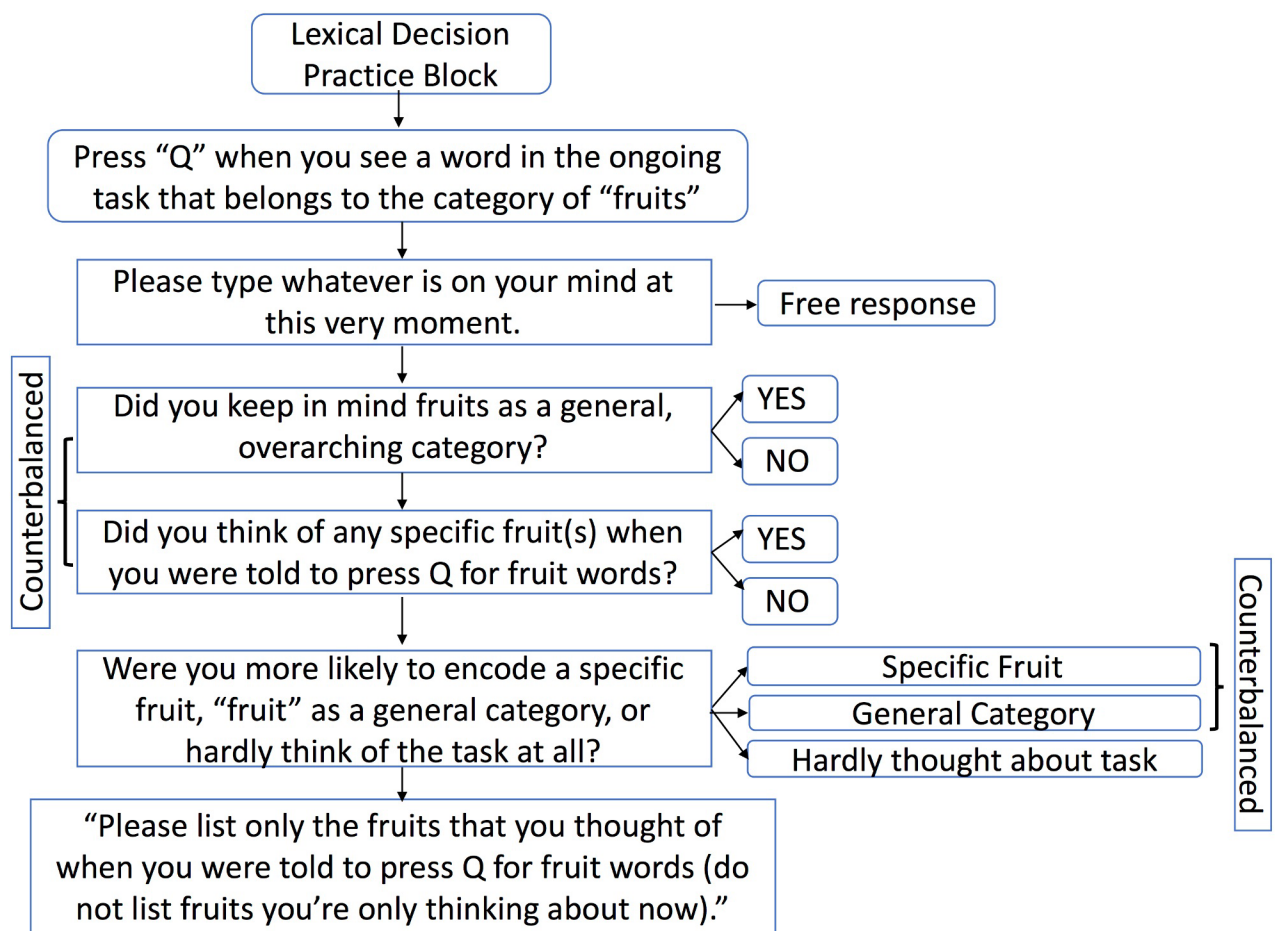 Lexical Decision
Practice Block
Press “Q” when you see a word in the ongoing
task that belongs to the category of “fruits”
Please type whatever is on your mind at
this very moment.
Free response
Counterbalanced
Did you keep in mind fruits as a general,
overarching category?
YES
NO
Did you think of any specific fruit(s) when
you were told to press Q for fruit words?
YES
NO
Were you more likely to encode a specific
fruit, “fruit” as a general category, or
hardly think of the task at all?
Specific Fruit
General Category
Hardly thought about task
Counterbalanced
“Please list only the fruits that you thought of
when you were told to press Q for fruit words (do
not list fruits you’re only thinking about now).”